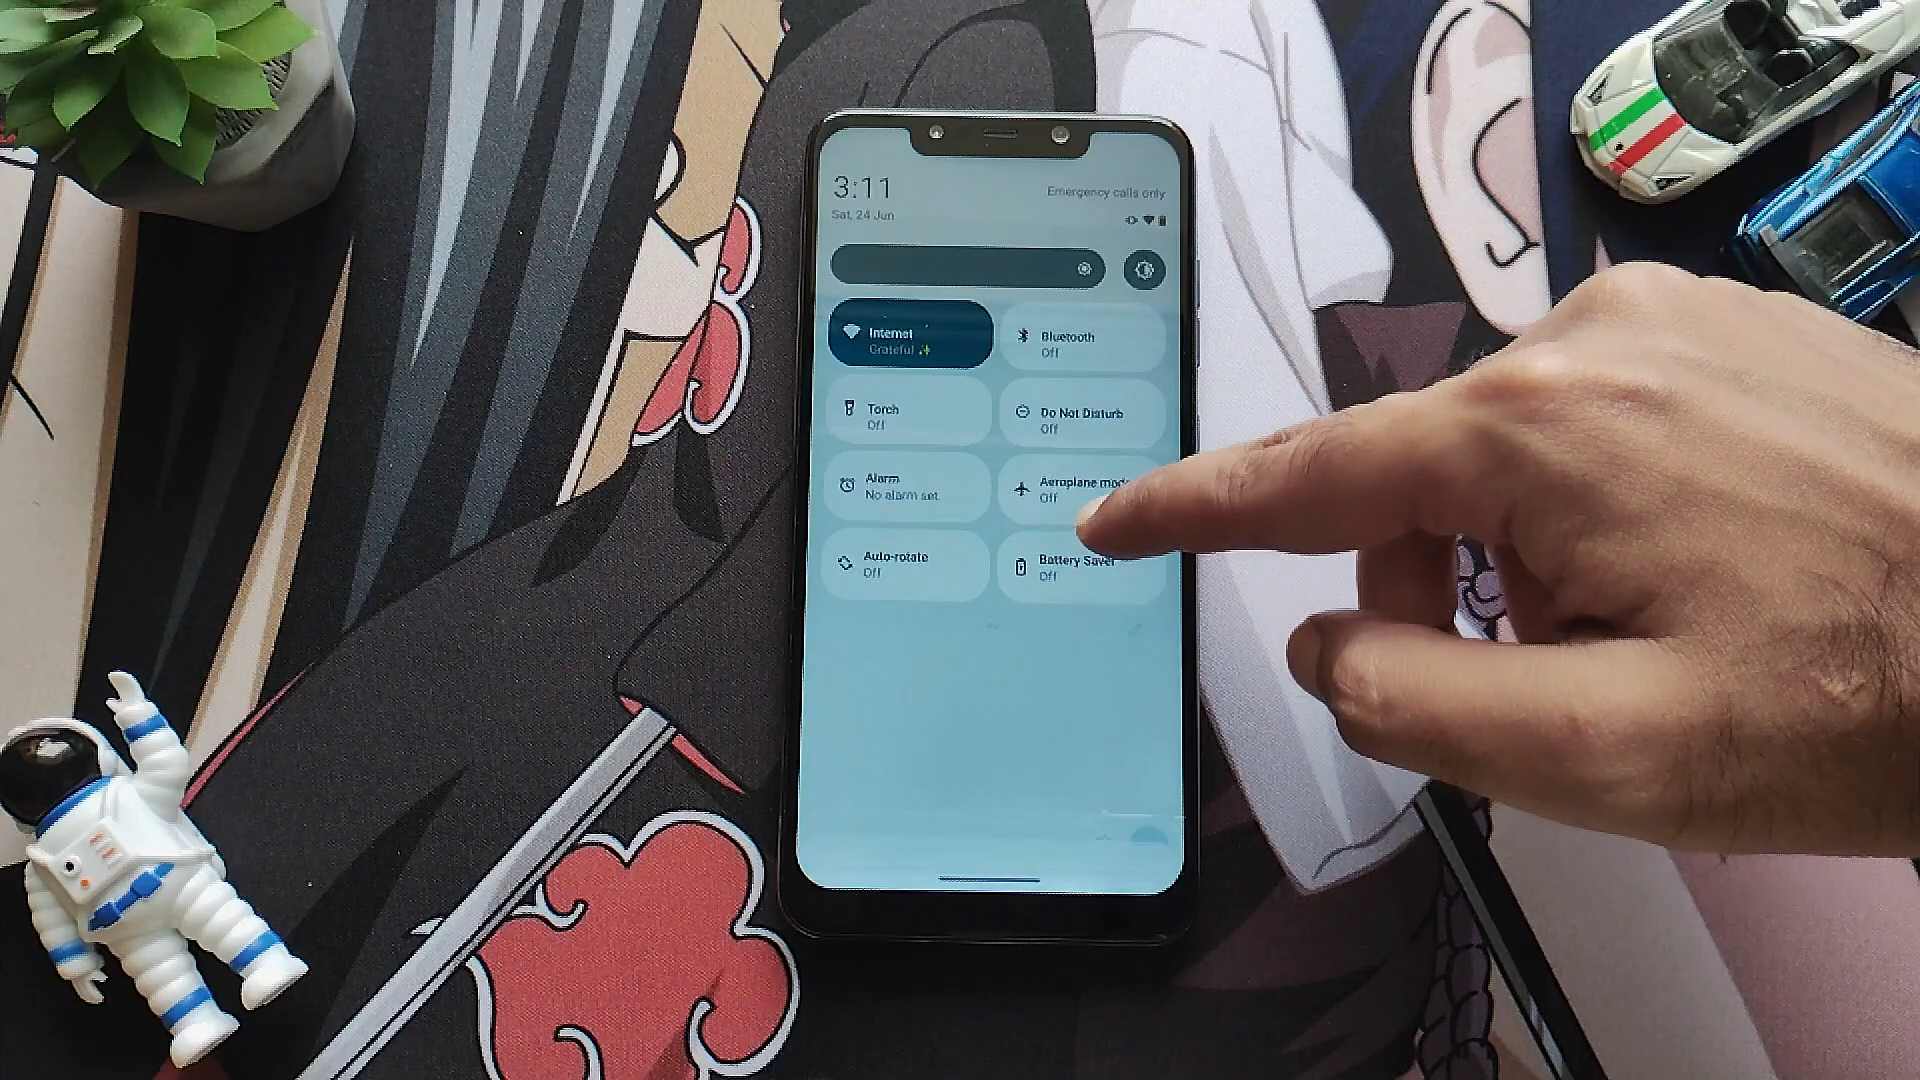 3:11
Emergency calls only
Sat, 24 Jun
Internet
Grateful ✨
Bluetooth
Off
Torch
Off
Do Not Disturb
Off
Alarm
No alarm set
Aeroplane mode
Off
Auto-rotate
Off
Battery Saver
Off